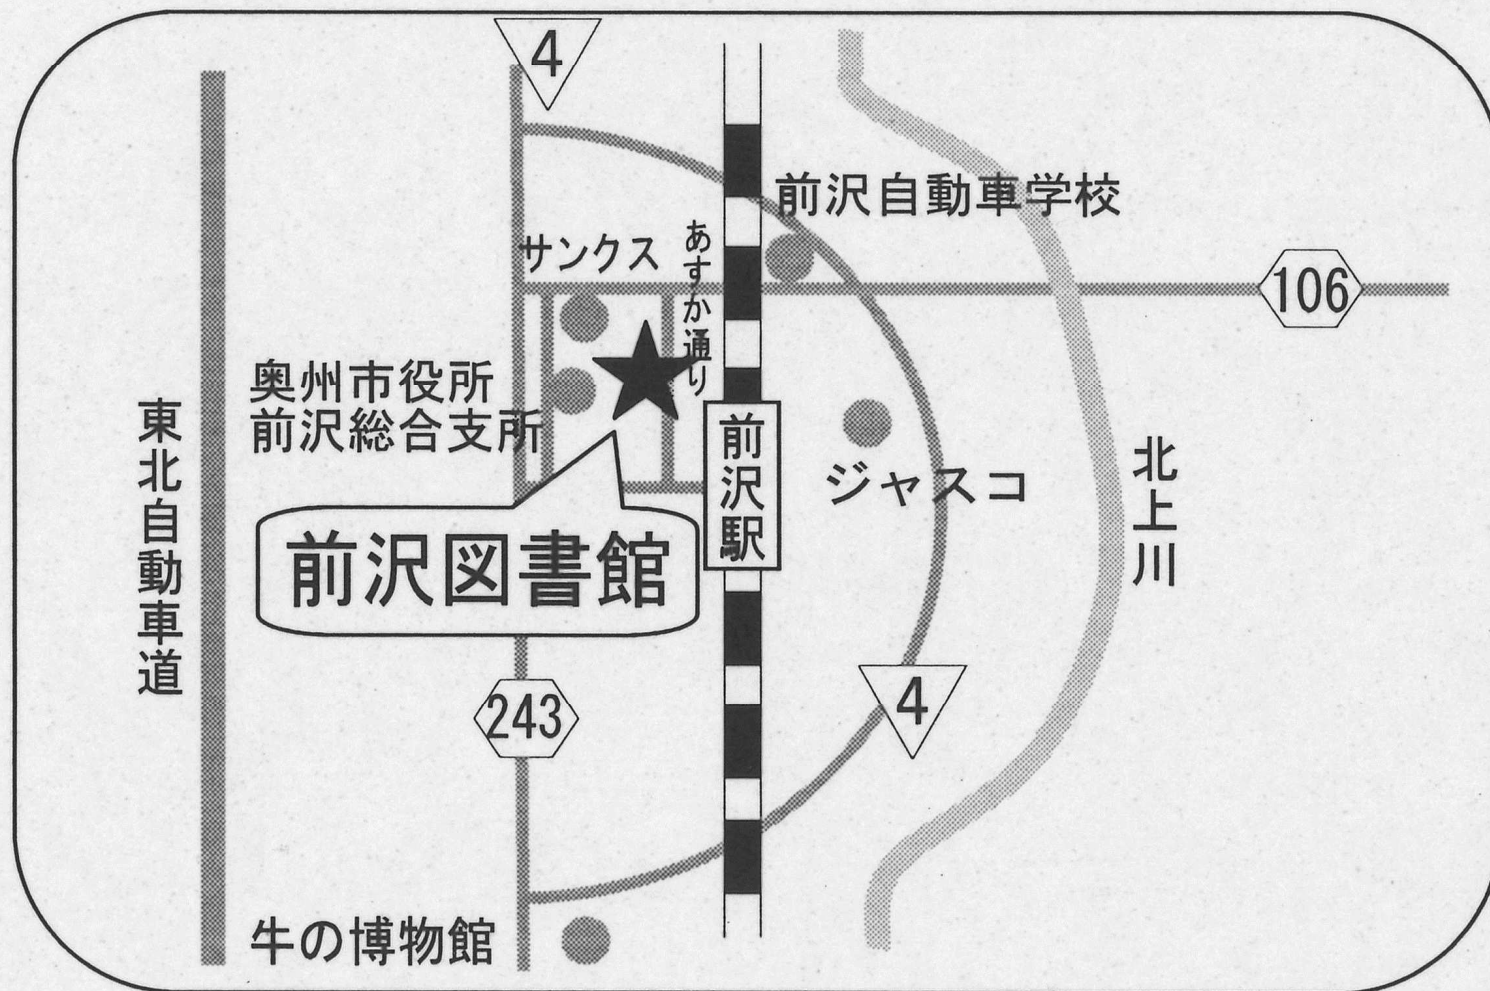 4
前沢自動車学校
サンクス
あすか通り
106
奥州市役所
前沢総合支所
東北自動車道
前沢駅
ジャスコ
北上川
前沢図書館
243
4
牛の博物館